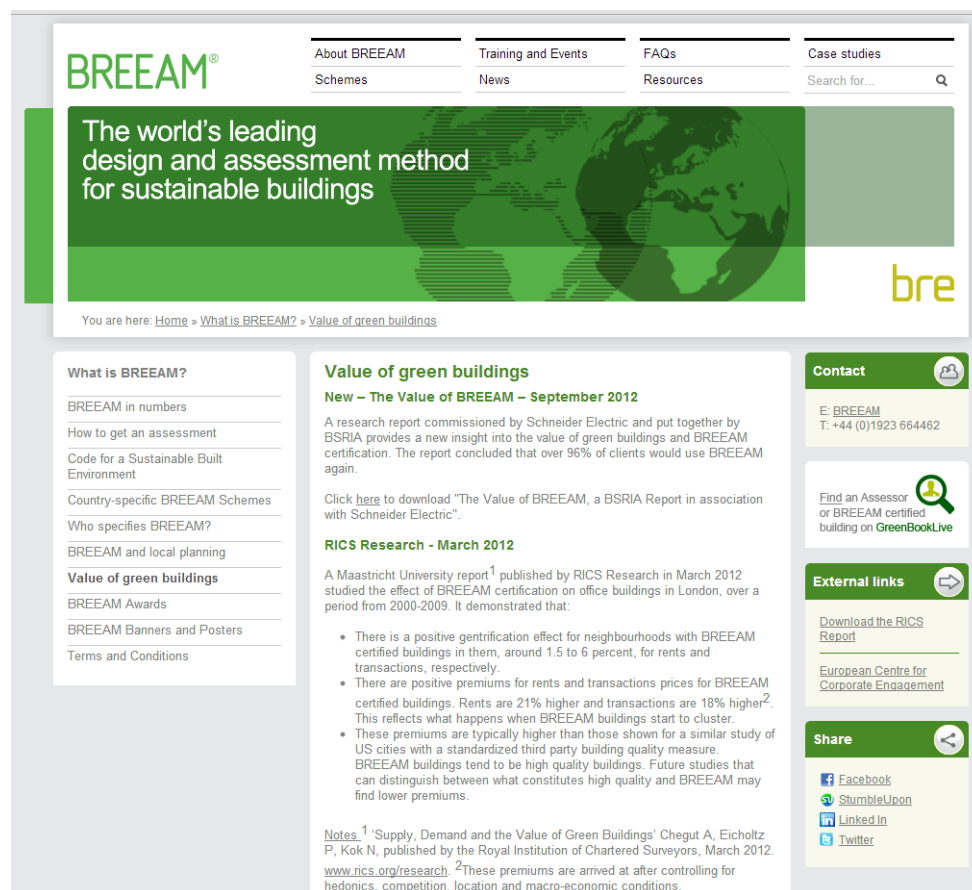 BREEAM®
About BREEAM
Training and Events
FAQs
Case studies
Schemes
News
Resources
Search for...
The world's leading
design and assessment method
for sustainable buildings
bre
You are here: Home » What is BREEAM? » Value of green buildings
What is BREEAM?
BREEAM in numbers
How to get an assessment
Code for a Sustainable Built
Environment
Country-specific BREEAM Schemes
Who specifies BREEAM?
BREEAM and local planning
Value of green buildings
BREEAM Awards
BREEAM Banners and Posters
Terms and Conditions
Value of green buildings
New – The Value of BREEAM – September 2012
A research report commissioned by Schneider Electric and put together by
BSRIA provides a new insight into the value of green buildings and BREEAM
certification. The report concluded that over 96% of clients would use BREEAM
again.
Click here to download "The Value of BREEAM, a BSRIA Report in association
with Schneider Electric".
RICS Research - March 2012
A Maastricht University report1 published by RICS Research in March 2012
studied the effect of BREEAM certification on office buildings in London, over a
period from 2000-2009. It demonstrated that:
• There is a positive gentrification effect for neighbourhoods with BREEAM
certified buildings in them, around 1.5 to 6 percent, for rents and
transactions, respectively.
• There are positive premiums for rents and transactions prices for BREEAM
certified buildings. Rents are 21% higher and transactions are 18% higher2.
This reflects what happens when BREEAM buildings start to cluster.
• These premiums are typically higher than those shown for a similar study of
US cities with a standardized third party building quality measure.
BREEAM buildings tend to be high quality buildings. Future studies that
can distinguish between what constitutes high quality and BREEAM may
find lower premiums.
Notes 1 'Supply, Demand and the Value of Green Buildings' Chegut A, Eicholtz
P, Kok N, published by the Royal Institution of Chartered Surveyors, March 2012.
www.rics.org/research. 2These premiums are arrived at after controlling for
hedonics, competition, location and macro-economic conditions.
Contact
E: BREEAM
T: +44 (0)1923 664462
Find an Assessor
or BREEAM certified
building on GreenBookLive
External links
Download the RICS
Report
European Centre for
Corporate Engagement
Share
Facebook
StumbleUpon
Linked In
Twitter